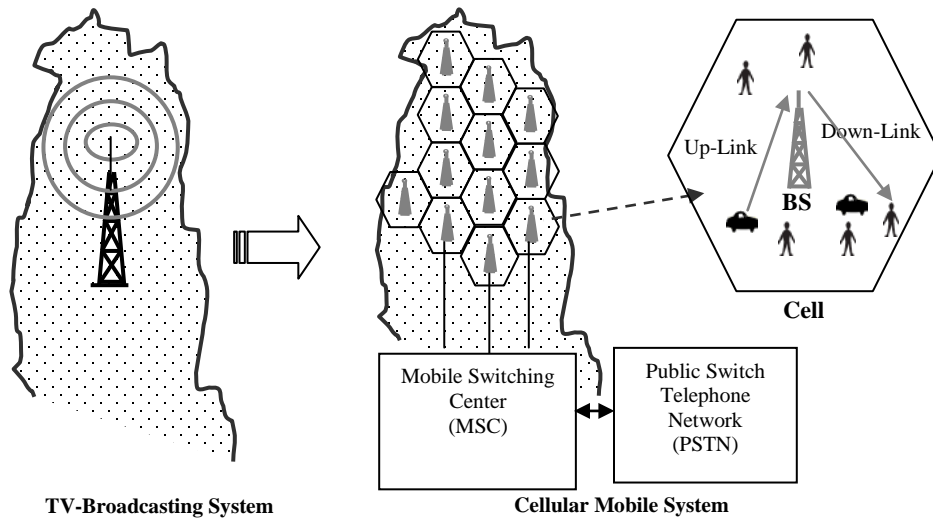 Up-Link
Down-Link
BS
Cell
Mobile Switching
Center
(MSC)
Public Switch
Telephone
Network
(PSTN)
TV-Broadcasting System
Cellular Mobile System